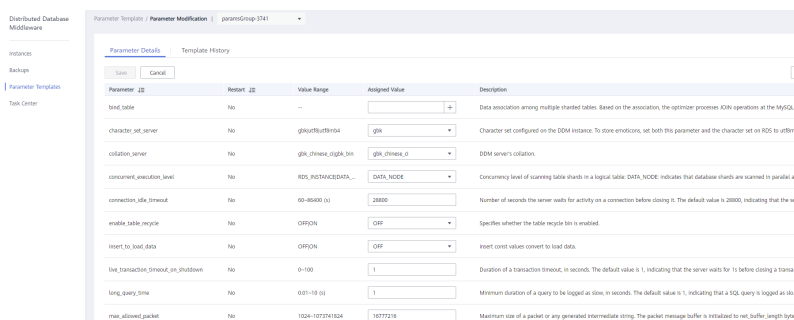 Distributed Database
Middleware
Instances
Backups
Parameter Templates
Task Center
Parameter Template / Parameter Modification | paramsGroup-3741
Parameter Details | Template History
Save Cancel
Parameter Restart Value Range Assigned Value Description
bind_table No -- + Data association among multiple sharded tables. Based on the association, the optimizer processes JOIN operations at the MySQL
character_set_server No gbk|utf8|utf8mb4 gbk Character set configured on the DDM instance. To store emoticons, set both this parameter and the character set on RDS to utf8m
collation_server No gbk_chinese_ci|gbk_bin gbk_chinese_ci DDM server's collation.
concurrent_execution_level No RDS_INSTANCE|DATA_... DATA_NODE Concurrency level of scanning table shards in a logical table: DATA_NODE: indicates that database shards are scanned in parallel a
connection_idle_timeout No 60–86400 (s) 28800 Number of seconds the server waits for activity on a connection before closing it. The default value is 28800, indicating that the se
enable_table_recycle No OFF|ON OFF Specifies whether the table recycle bin is enabled.
insert_to_load_data No OFF|ON OFF insert const values convert to load data.
live_transaction_timeout_on_shutdown No 0–100 1 Duration of a transaction timeout, in seconds. The default value is 1, indicating that the server waits for 1s before closing a transa
long_query_time No 0.01–10 (s) 1 Minimum duration of a query to be logged as slow, in seconds. The default value is 1, indicating that a SQL query is logged as slo
max_allowed_packet No 1024–1073741824 16777216 Maximum size of a packet or any generated intermediate string. The packet message buffer is initialized to net_buffer_length byte